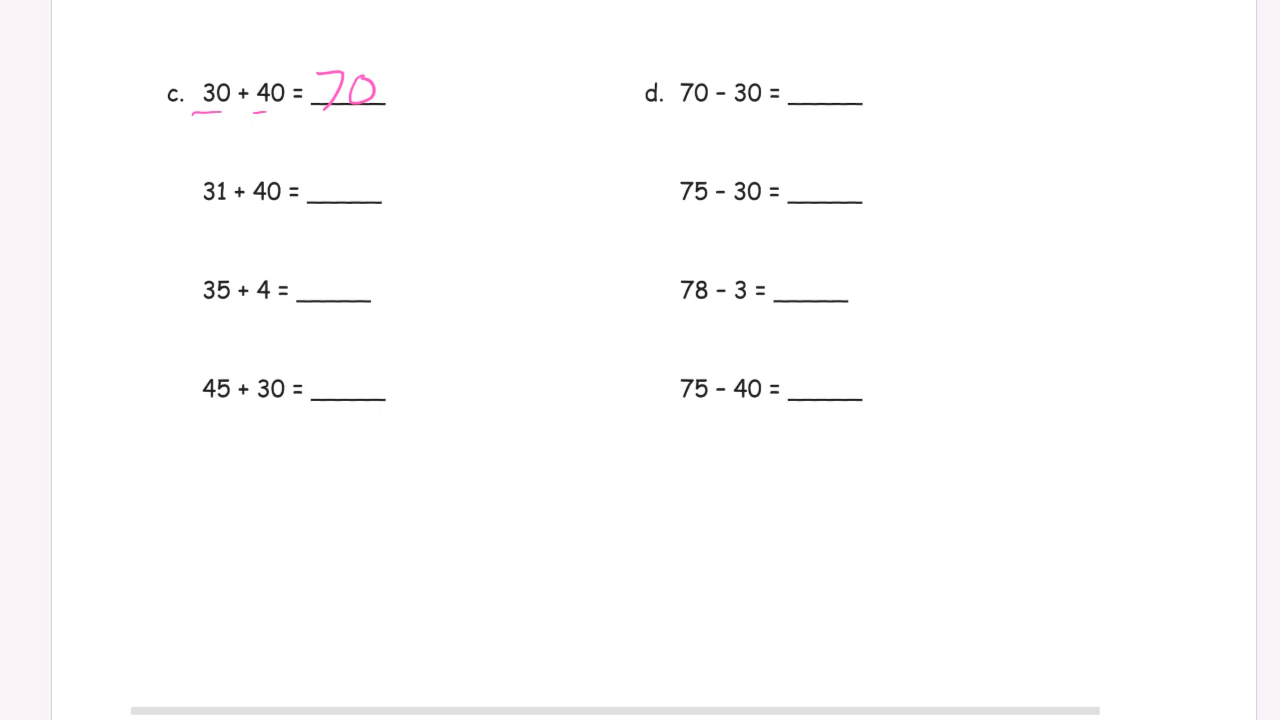 c. 30 + 40 = 70
31 + 40 = ______
35 + 4 = ______
45 + 30 = ______
d. 70 - 30 = ______
75 - 30 = ______
78 - 3 = ______
75 - 40 = ______